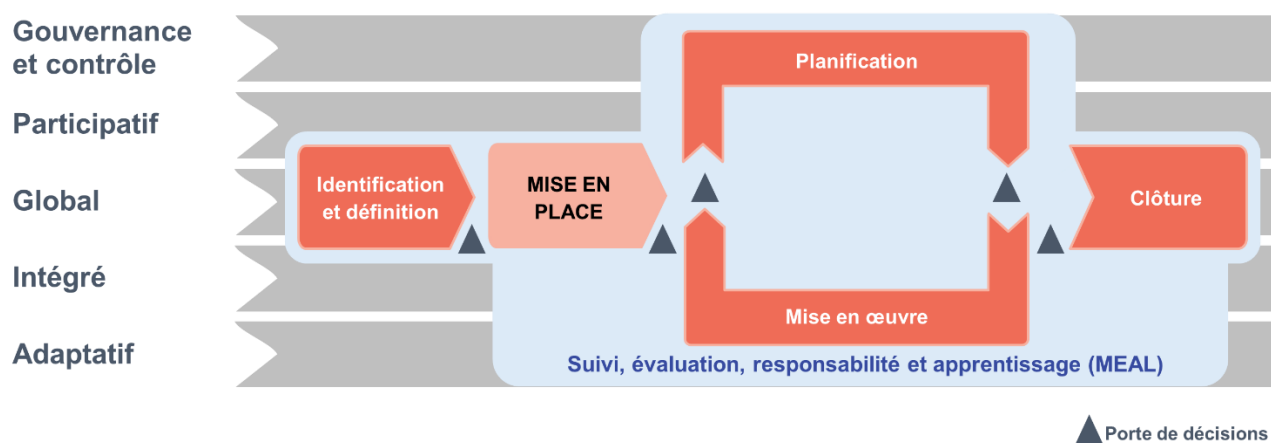 Gouvernance
et contrôle
Participatif
Global
Intégré
Adaptatif
Planification
Identification
et définition
MISE EN
PLACE
Clôture
Mise en œuvre
Suivi, évaluation, responsabilité et apprentissage (MEAL)
Porte de décisions